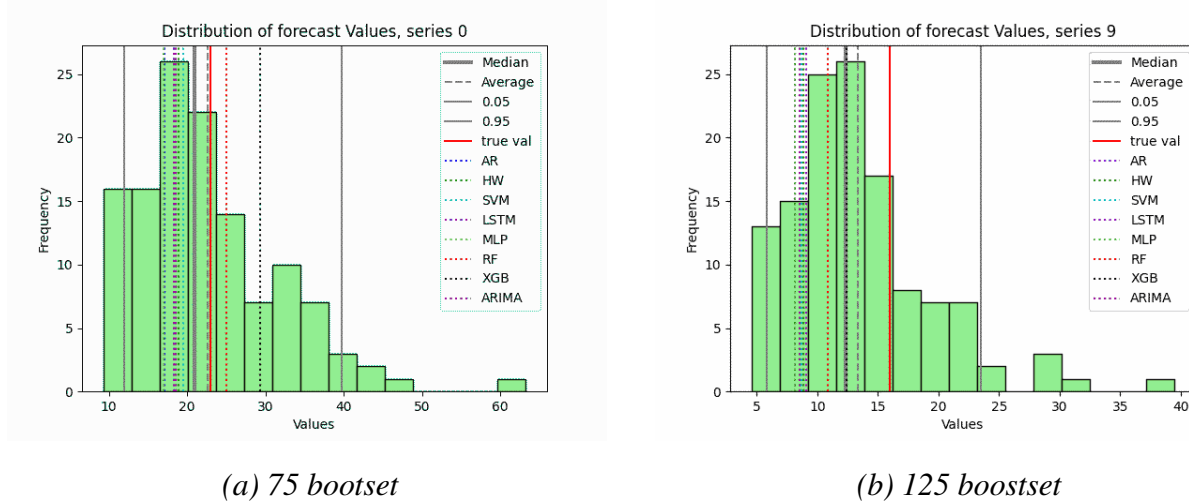 Distribution of forecast Values, series 0
Frequency
25
20
15
10
5
0
10 20 30 40 50 60
Values
Median
Average
0.05
0.95
true val
AR
HW
SVM
LSTM
MLP
RF
XGB
ARIMA
(a) 75 bootset
Distribution of forecast Values, series 9
Frequency
25
20
15
10
5
0
5 10 15 20 25 30 35 40
Values
Median
Average
0.05
0.95
true val
AR
HW
SVM
LSTM
MLP
RF
XGB
ARIMA
(b) 125 boostset